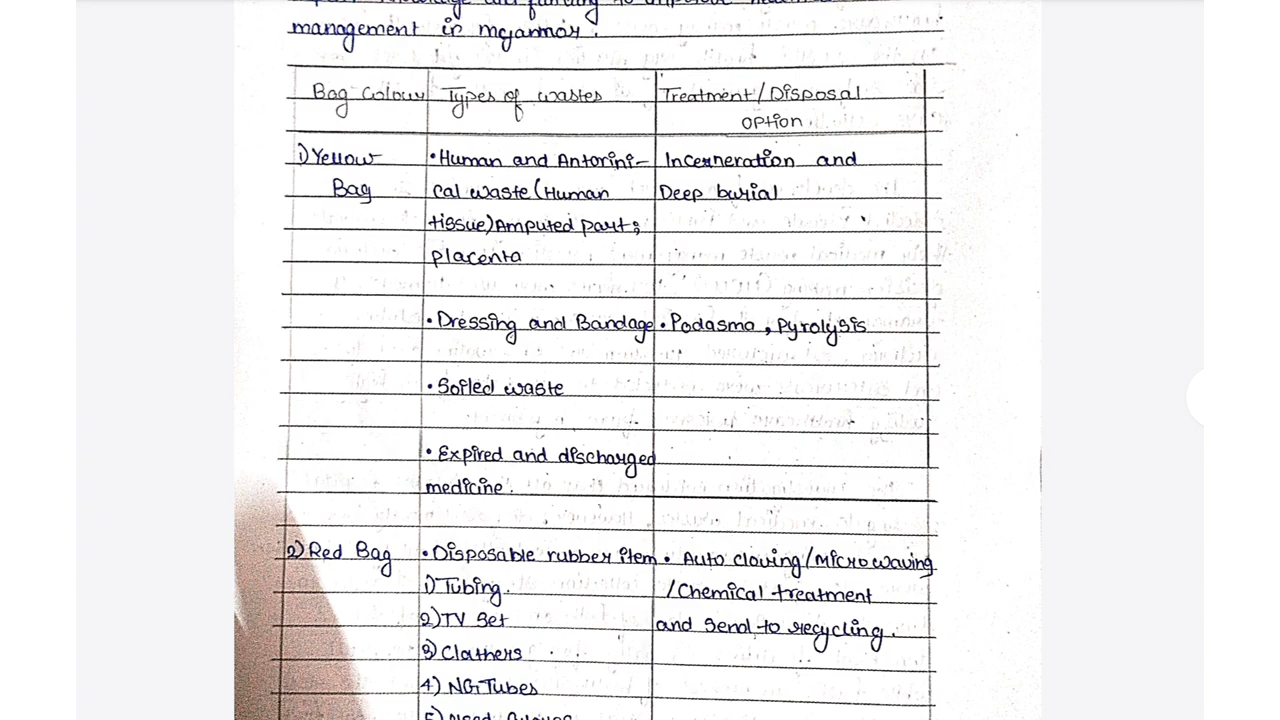 management in myanmar.
Bag Colour Types of wastes Treatment/Disposal
option
1) Yellow • Human and Antorini- Incerneration and
Bag cal waste (Human Deep burial
tissue) Amputed part,
placenta
• Dressing and Bandage • Podasma, Pyrolysis
• Soiled waste
• Expired and discharged
medicine.
2) Red Bag • Disposable rubber item • Auto cloving/Microwaving
1) Tubing. /Chemical treatment
2) TV Set and Send to recycling.
3) Clathers
4) NG Tubes